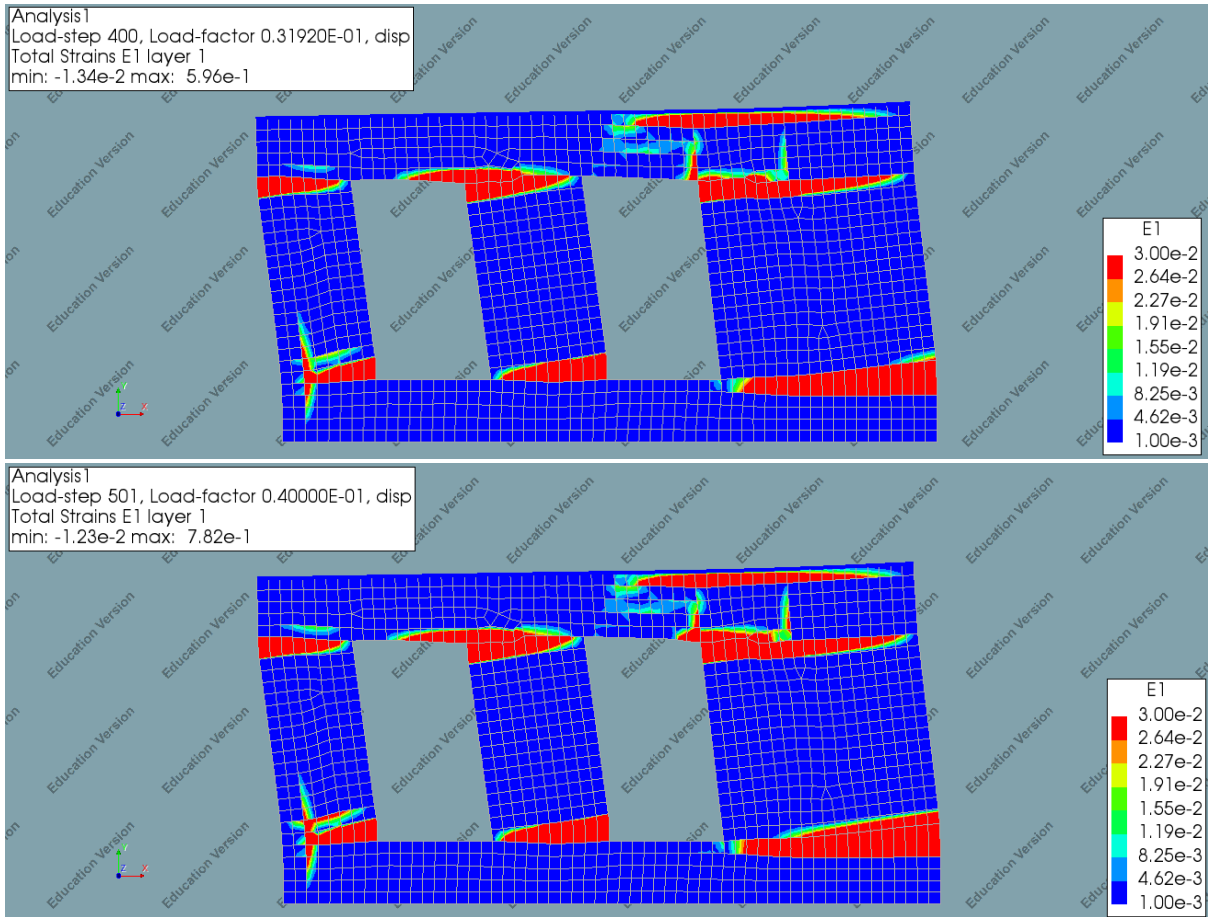 Analysis1
Load-step 400, Load-factor 0.31920E-01, disp
Total Strains E1 layer 1
min: -1.34e-2 max: 5.96e-1
Education Version
E1
3.00e-2
2.64e-2
2.27e-2
1.91e-2
1.55e-2
1.19e-2
8.25e-3
4.62e-3
1.00e-3
Y
Z X
Analysis1
Load-step 501, Load-factor 0.40000E-01, disp
Total Strains E1 layer 1
min: -1.23e-2 max: 7.82e-1
Education Version
E1
3.00e-2
2.64e-2
2.27e-2
1.91e-2
1.55e-2
1.19e-2
8.25e-3
4.62e-3
1.00e-3
Y
Z X